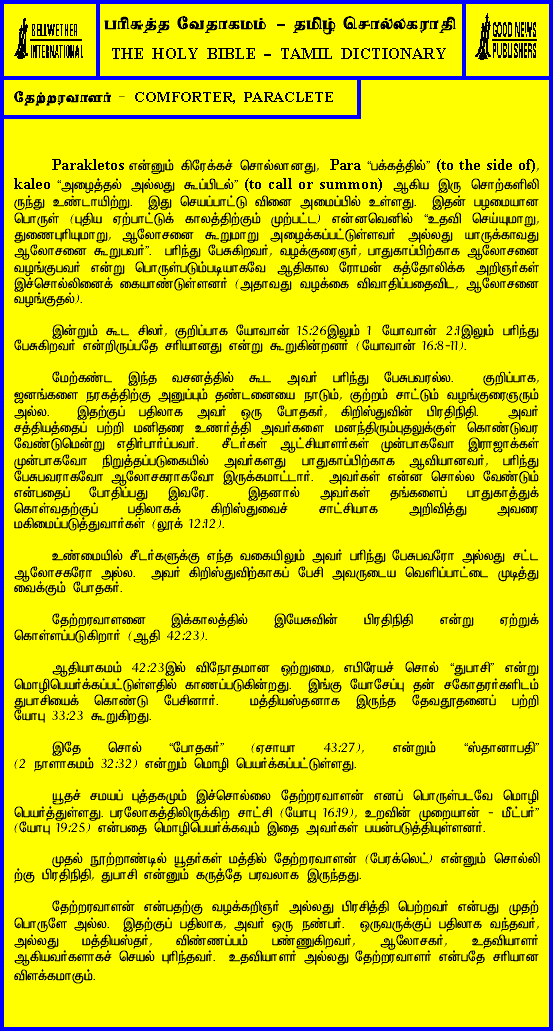 BELLWETHER
INTERNATIONAL
பரிசுத்த வேதாகமம் – தமிழ் சொல்லகராதி
THE HOLY BIBLE – TAMIL DICTIONARY
GOOD NEWS
PUBLISHERS
தேற்றரவாளர் – COMFORTER, PARACLETE
Parakletos என்னும் கிரேக்கச் சொல்லானது, Para “பக்கத்தில்” (to the side of),
kaleo “அழைத்தல் அல்லது கூப்பிடல்” (to call or summon) ஆகிய இரு சொற்களிலி
ருந்து உண்டாயிற்று. இது செயப்பாட்டு வினை அமைப்பில் உள்ளது. இதன் பழமையான
பொருள் (புதிய ஏற்பாட்டுக் காலத்திற்கும் முற்பட்ட) என்னவெனில் “உதவி செய்யுமாறு,
துணைபுரியுமாறு, ஆலோசனை கூறுமாறு அழைக்கப்பட்டுள்ளவர் அல்லது யாருக்காவது
ஆலோசனை கூறுபவர்”. பரிந்து பேசுகிறவர், வழக்குரைஞர், பாதுகாப்பிற்காக ஆலோசனை
வழங்குபவர் என்று பொருள்படும்படியாகவே ஆதிகால ரோமன் கத்தோலிக்க அறிஞர்கள்
இச்சொல்லினைக் கையாண்டுள்ளனர் (அதாவது வழக்கை விவாதிப்பதைவிட, ஆலோசனை
வழங்குதல்).
இன்றும் கூட சிலர், குறிப்பாக யோவான் 15:26இலும் 1 யோவான் 2:1இலும் பரிந்து
பேசுகிறவர் என்றிருப்பதே சரியானது என்று கூறுகின்றனர் (யோவான் 16:8-11).
மேற்கண்ட இந்த வசனத்தில் கூட அவர் பரிந்து பேசுபவரல்ல. குறிப்பாக,
ஜனங்களை நரகத்திற்கு அனுப்பும் தண்டனையை நாடும், குற்றம் சாட்டும் வழங்குரைஞரும்
அல்ல. இதற்குப் பதிலாக அவர் ஒரு போதகர், கிறிஸ்துவின் பிரதிநிதி. அவர்
சத்தியத்தைப் பற்றி மனிதரை உணர்த்தி அவர்களை மனந்திரும்புதலுக்குள் கொண்டுவர
வேண்டுமென்று எதிர்பார்ப்பவர். சீடர்கள் ஆட்சியாளர்கள் முன்பாகவோ இராஜாக்கள்
முன்பாகவோ நிறுத்தப்படுகையில் அவர்களது பாதுகாப்பிற்காக ஆவியானவர், பரிந்து
பேசுபவராகவோ ஆலோசகராகவோ இருக்கமாட்டார். அவர்கள் என்ன சொல்ல வேண்டும்
என்பதைப் போதிப்பது இவரே. இதனால் அவர்கள் தங்களைப் பாதுகாத்துக்
கொள்வதற்குப் பதிலாகக் கிறிஸ்துவைச் சாட்சியாக அறிவித்து அவரை
மகிமைப்படுத்துவார்கள் (லூக் 12:12).
உண்மையில் சீடர்களுக்கு எந்த வகையிலும் அவர் பரிந்து பேசுபவரோ அல்லது சட்ட
ஆலோசகரோ அல்ல. அவர் கிறிஸ்துவிற்காகப் பேசி அவருடைய வெளிப்பாட்டை முடித்து
வைக்கும் போதகர்.
தேற்றரவாளனை இக்காலத்தில் இயேசுவின் பிரதிநிதி என்று ஏற்றுக்
கொள்ளப்படுகிறார் (ஆதி 42:23).
ஆதியாகமம் 42:23இல் விநோதமான ஒற்றுமை, எபிரேயச் சொல் “துபாசி” என்று
மொழிபெயர்க்கப்பட்டுள்ளதில் காணப்படுகின்றது. இங்கு யோசேப்பு தன் சகோதரர்களிடம்
துபாசியைக் கொண்டு பேசினார். மத்தியஸ்தனாக இருந்த தேவதூதனைப் பற்றி
யோபு 33:23 கூறுகிறது.
இதே சொல் “போதகர்” (ஏசாயா 43:27), என்றும் “ஸ்தானாபதி”
(2 நாளாகமம் 32:32) என்றும் மொழி பெயர்க்கப்பட்டுள்ளது.
யூதச் சமயப் புத்தகமும் இச்சொல்லை தேற்றரவாளன் எனப் பொருள்படவே மொழி
பெயர்த்துள்ளது. பரலோகத்திலிருக்கிற சாட்சி (யோபு 16:19), உறவின் முறையான் – மீட்பர்”
(யோபு 19:25) என்பதை மொழிபெயர்க்கவும் இதை அவர்கள் பயன்படுத்தியுள்ளனர்.
முதல் நூற்றாண்டில் யூதர்கள் மத்தில் தேற்றரவாளன் (பேரக்லெட்) என்னும் சொல்லி
ற்கு பிரதிநிதி, துபாசி என்னும் கருத்தே பரவலாக இருந்தது.
தேற்றரவாளன் என்பதற்கு வழக்கறிஞர் அல்லது பிரசித்தி பெற்றவர் என்பது முதற்
பொருளே அல்ல. இதற்குப் பதிலாக, அவர் ஒரு நண்பர். ஒருவருக்குப் பதிலாக வந்தவர்,
அல்லது மத்தியஸ்தர், விண்ணப்பம் பண்ணுகிறவர், ஆலோசகர், உதவியாளர்
ஆகியவர்களாகச் செயல் புரிந்தவர். உதவியாளர் அல்லது தேற்றரவாளர் என்பதே சரியான
விளக்கமாகும்.